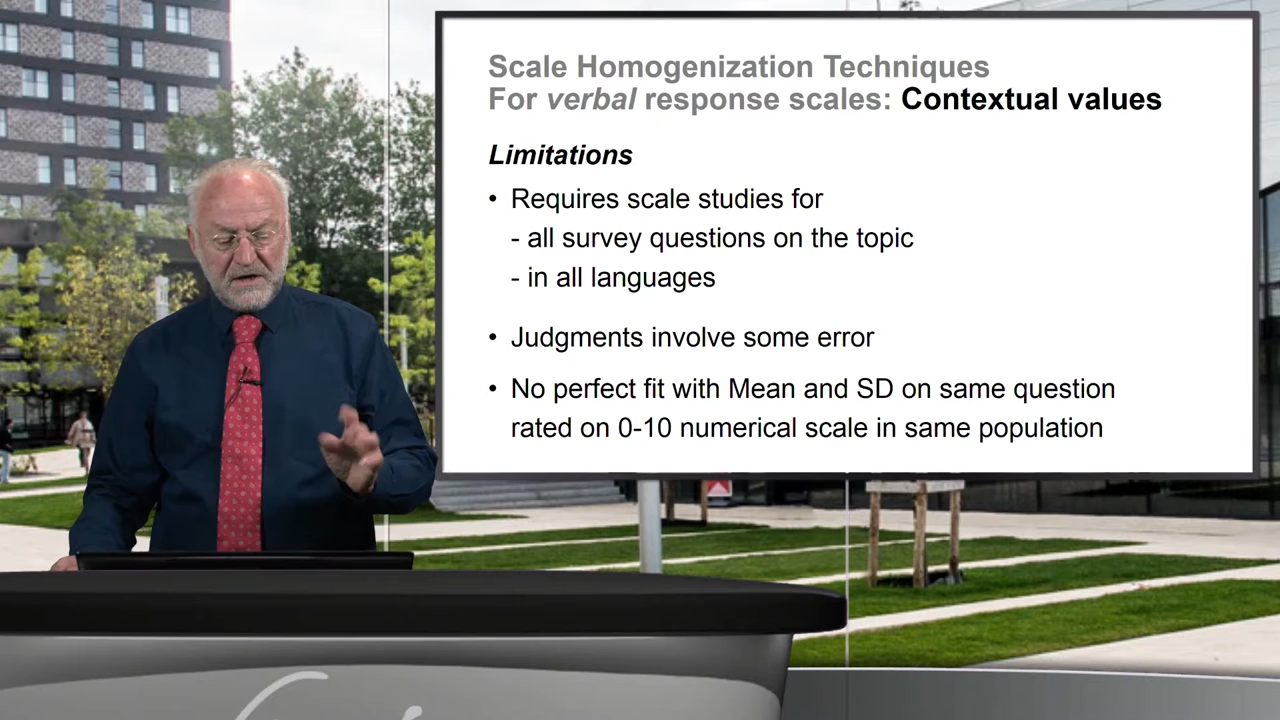 Scale Homogenization Techniques
For verbal response scales: Contextual values
Limitations
• Requires scale studies for
- all survey questions on the topic
- in all languages
• Judgments involve some error
• No perfect fit with Mean and SD on same question
rated on 0-10 numerical scale in same population